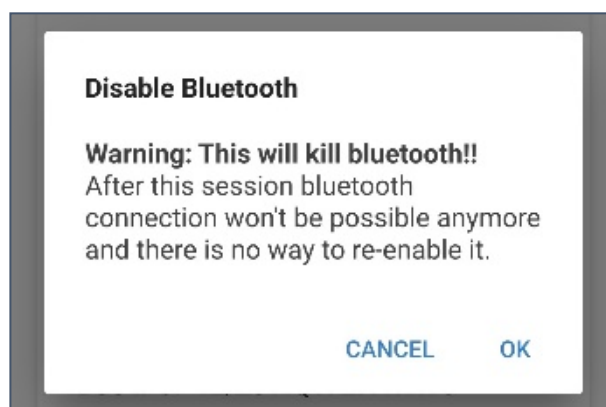 Disable Bluetooth
Warning: This will kill bluetooth!!
After this session bluetooth
connection won't be possible anymore
and there is no way to re-enable it.
CANCEL
OK